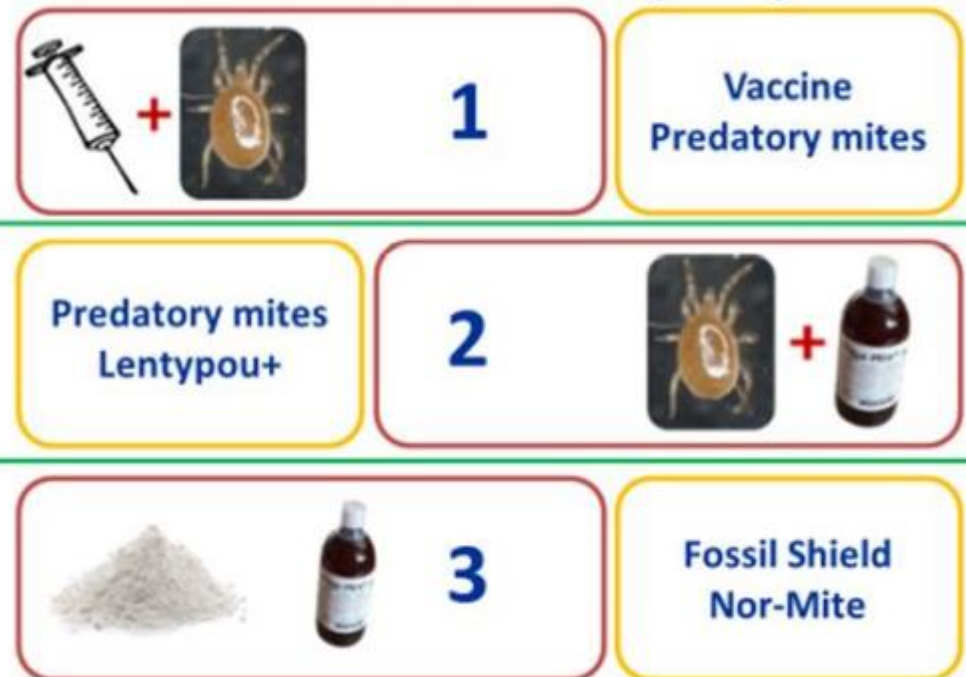 1
Vaccine
Predatory mites
Predatory mites
Lentypou+
2
+
+
3
Fossil Shield
Nor-Mite